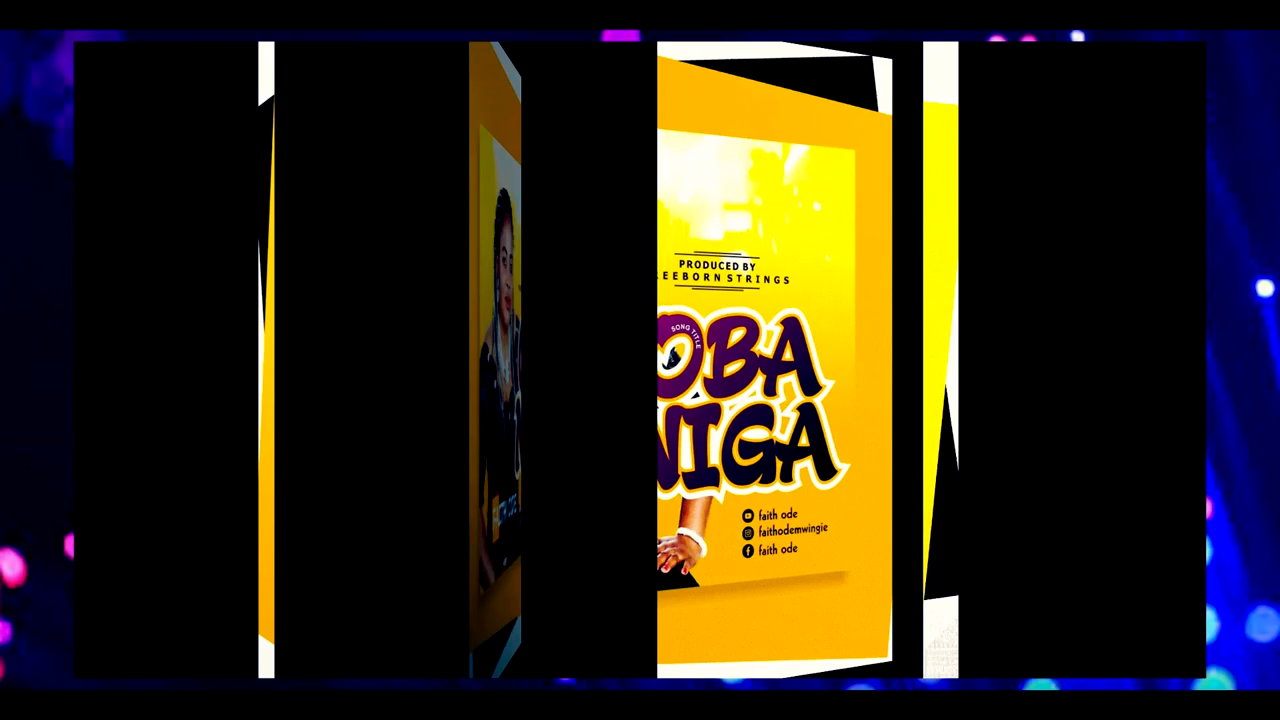 PRODUCED BY
EEBORN STRINGS
SONG TITLE
OBA
NIGA
faith ode
faithodemwingie
faith ode